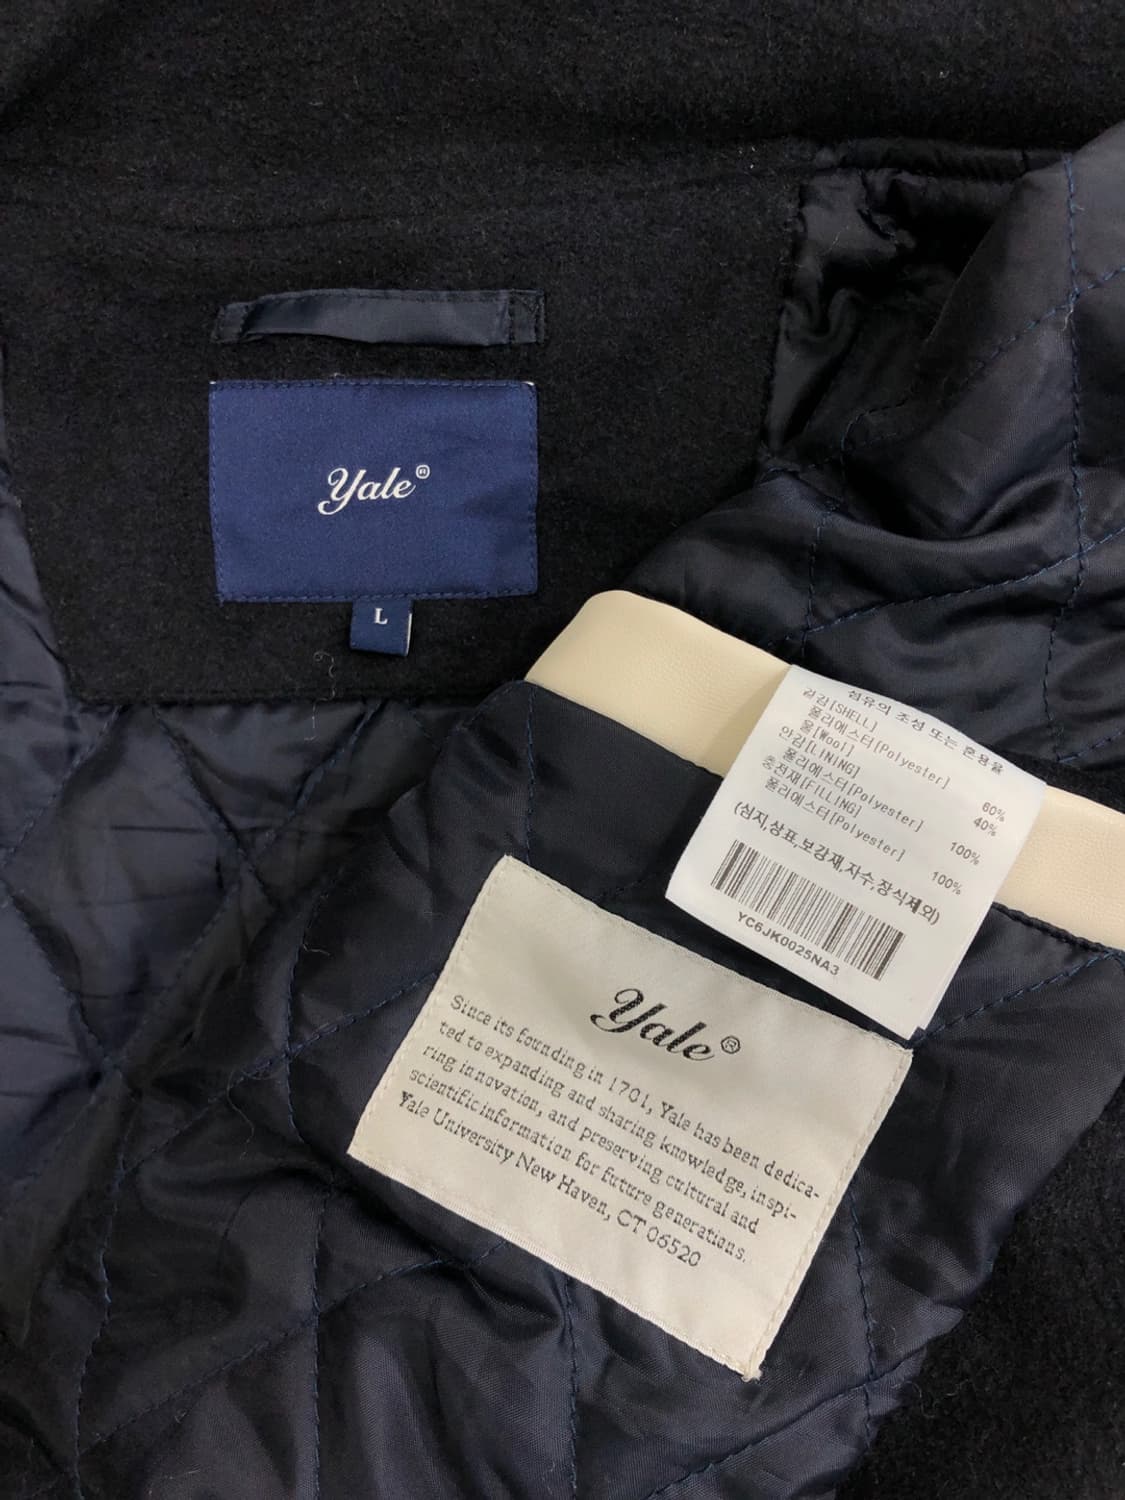 Yale®
L
섬유의 조성 또는 혼용율
겉감[SHELL]
폴리에스터[Polyester] 60%
울[Wool] 40%
안감[LINING]
폴리에스터[Polyester] 100%
충전재[FILLING]
폴리에스터[Polyester] 100%
(심지,상표,보강재,자수,장식제외)
YC6JK0025NA3
Yale®
Since its founding in 1701, Yale has been dedica-
ted to expanding and sharing knowledge, inspi-
ring innovation, and preserving cultural and
scientific information for future generations.
Yale University New Haven, CT 06520